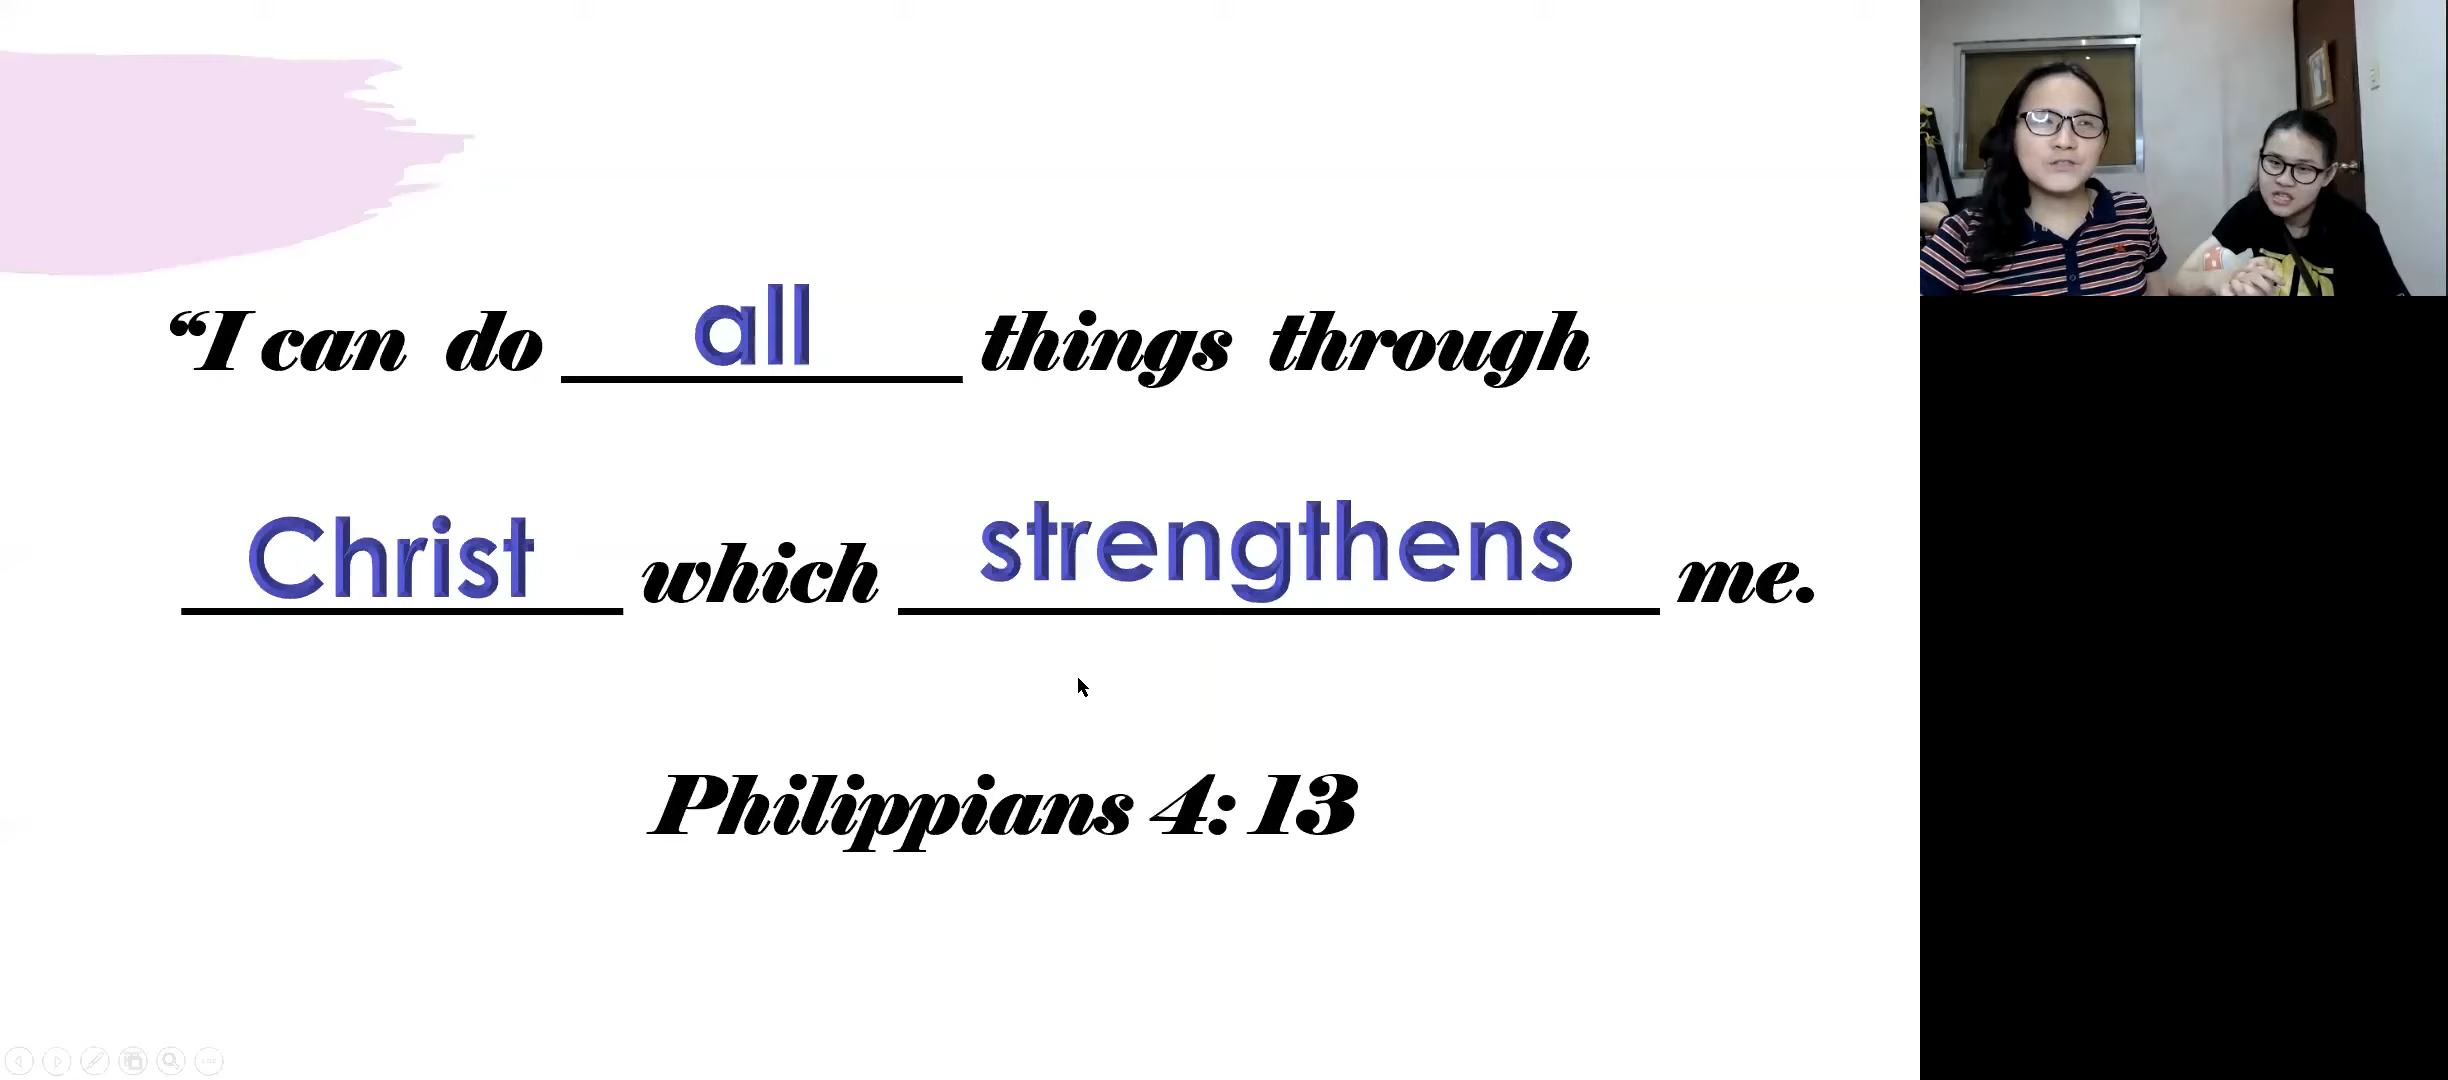 “I can do all things through
Christ which strengthens me.
Philippians 4: 13